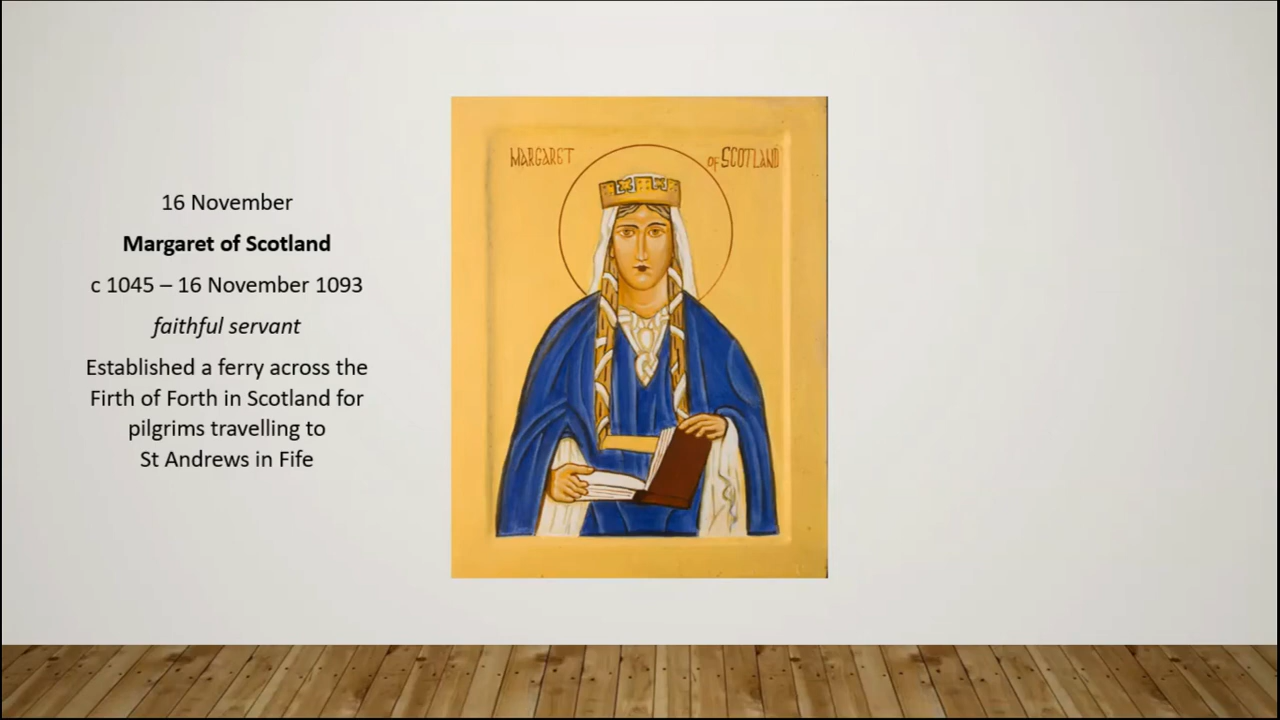 16 November
Margaret of Scotland
c 1045 – 16 November 1093
faithful servant
Established a ferry across the
Firth of Forth in Scotland for
pilgrims travelling to
St Andrews in Fife
MARGARET of SCOTLAND